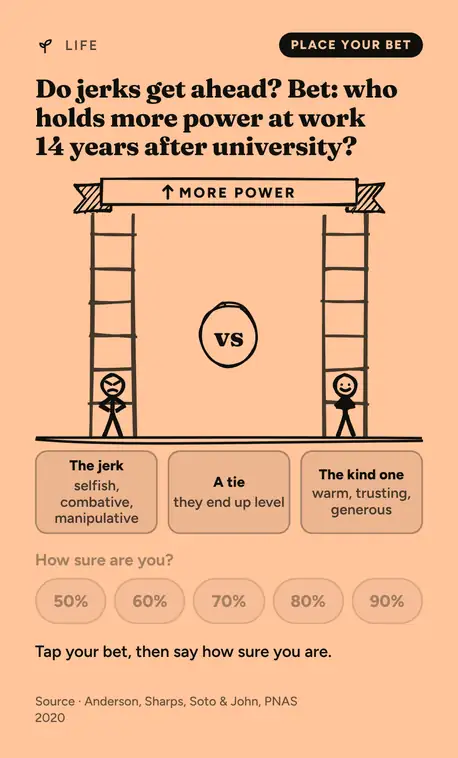 LIFE
PLACE YOUR BET
Do jerks get ahead? Bet: who
holds more power at work
14 years after university?
↑ MORE POWER
vs
The jerk
selfish,
combative,
manipulative
A tie
they end up level
The kind one
warm, trusting,
generous
How sure are you?
50%
60%
70%
80%
90%
Tap your bet, then say how sure you are.
Source · Anderson, Sharps, Soto & John, PNAS
2020